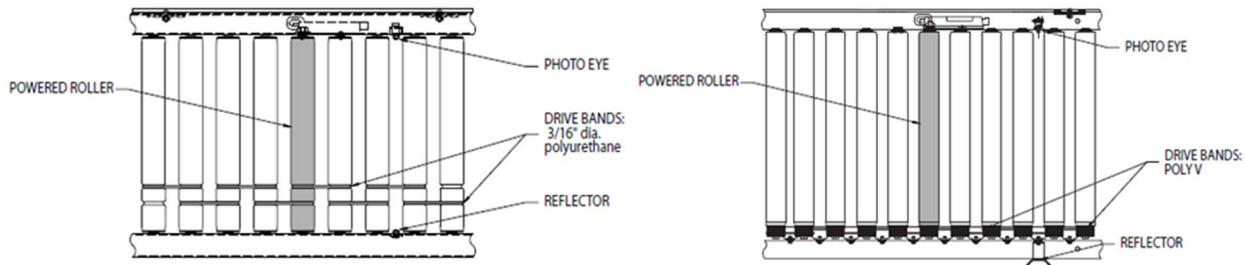 PHOTO EYE
POWERED ROLLER
DRIVE BANDS:
3/16" dia.
polyurethane
REFLECTOR
PHOTO EYE
POWERED ROLLER
DRIVE BANDS:
POLY V
REFLECTOR